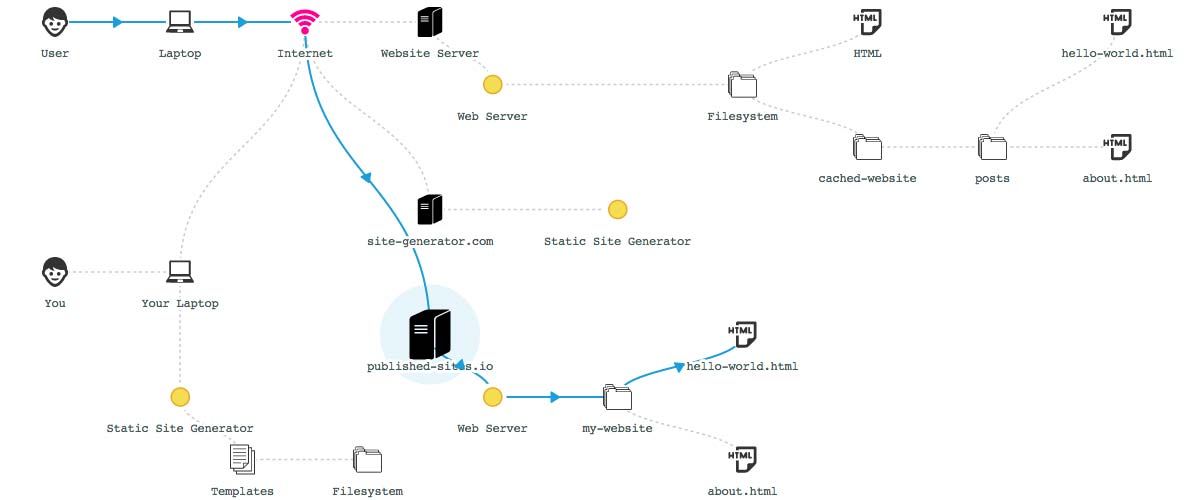 HTML
HTML
User
Laptop
Internet
Website Server
HTML
hello-world.html
Web Server
Filesystem
HTML
cached-website
posts
about.html
site-generator.com
Static Site Generator
You
Your Laptop
HTML
published-sites.io
hello-world.html
Static Site Generator
Web Server
my-website
HTML
Templates
Filesystem
about.html